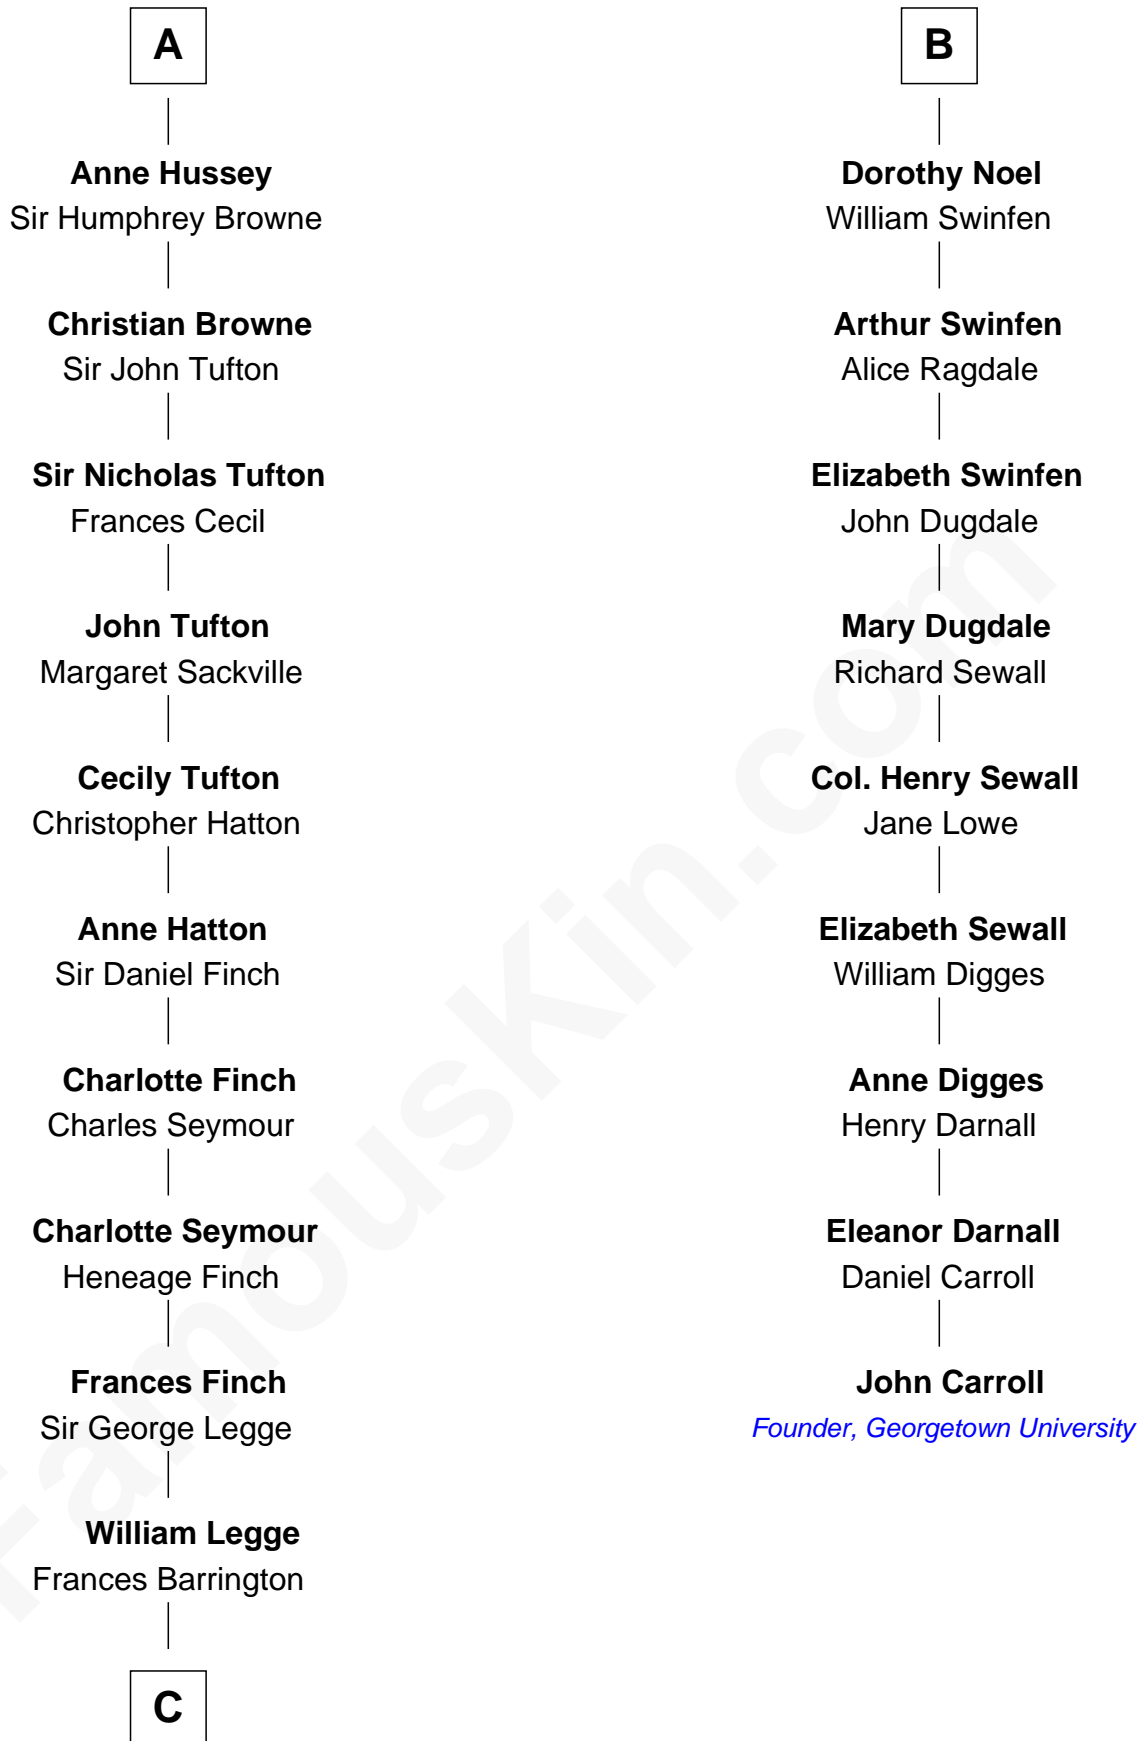 A
Anne Hussey
Sir Humphrey Browne
Christian Browne
Sir John Tufton
Sir Nicholas Tufton
Frances Cecil
John Tufton
Margaret Sackville
Cecily Tufton
Christopher Hatton
Anne Hatton
Sir Daniel Finch
Charlotte Finch
Charles Seymour
Charlotte Seymour
Heneage Finch
Frances Finch
Sir George Legge
William Legge
Frances Barrington
C
B
Dorothy Noel
William Swinfen
Arthur Swinfen
Alice Ragdale
Elizabeth Swinfen
John Dugdale
Mary Dugdale
Richard Sewall
Col. Henry Sewall
Jane Lowe
Elizabeth Sewall
William Digges
Anne Digges
Henry Darnall
Eleanor Darnall
Daniel Carroll
John Carroll
Founder, Georgetown University
FamousKin.com